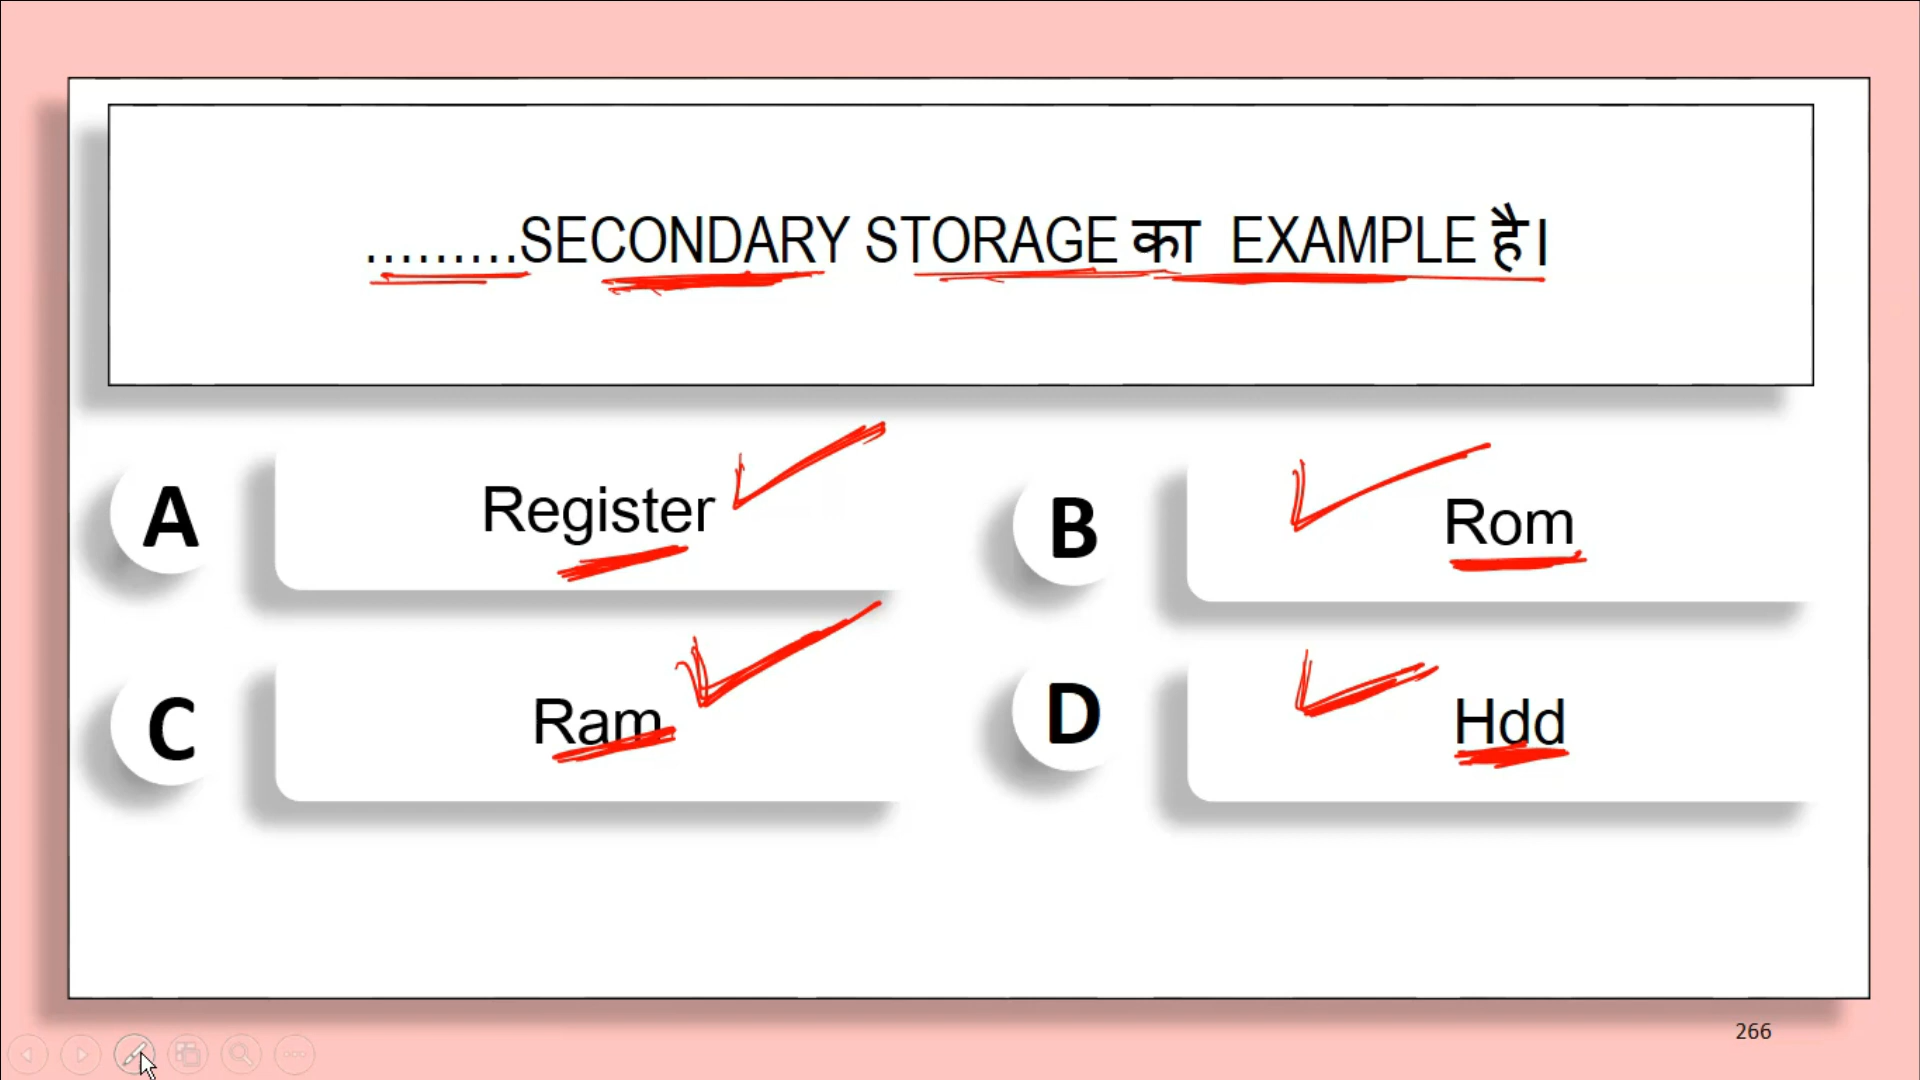 .........SECONDARY STORAGE का EXAMPLE है।
A Register
B Rom
C Ram
D Hdd
266